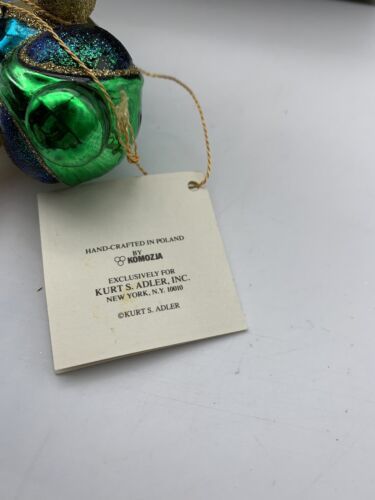 HAND-CRAFTED IN POLAND
BY
KOMOZJA
EXCLUSIVELY FOR
KURT S. ADLER, INC.
NEW YORK, N.Y. 10010
©KURT S. ADLER